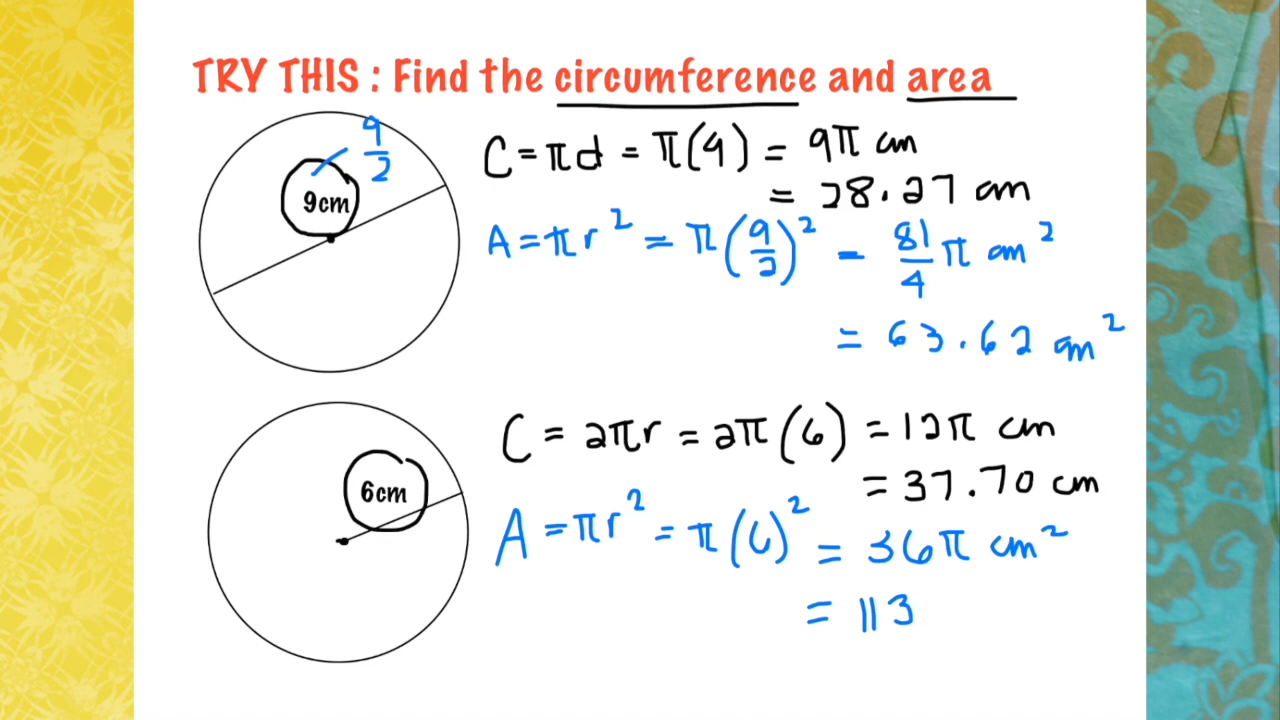 TRY THIS : Find the circumference and area
9cm
9/2
C = πd = π(9) = 9π cm
= 28.27 cm
A = πr² = π(9/2)² = 81/4 π cm²
= 63.62 cm²
6cm
C = 2πr = 2π(6) = 12π cm
= 37.70 cm
A = πr² = π(6)² = 36π cm²
= 113